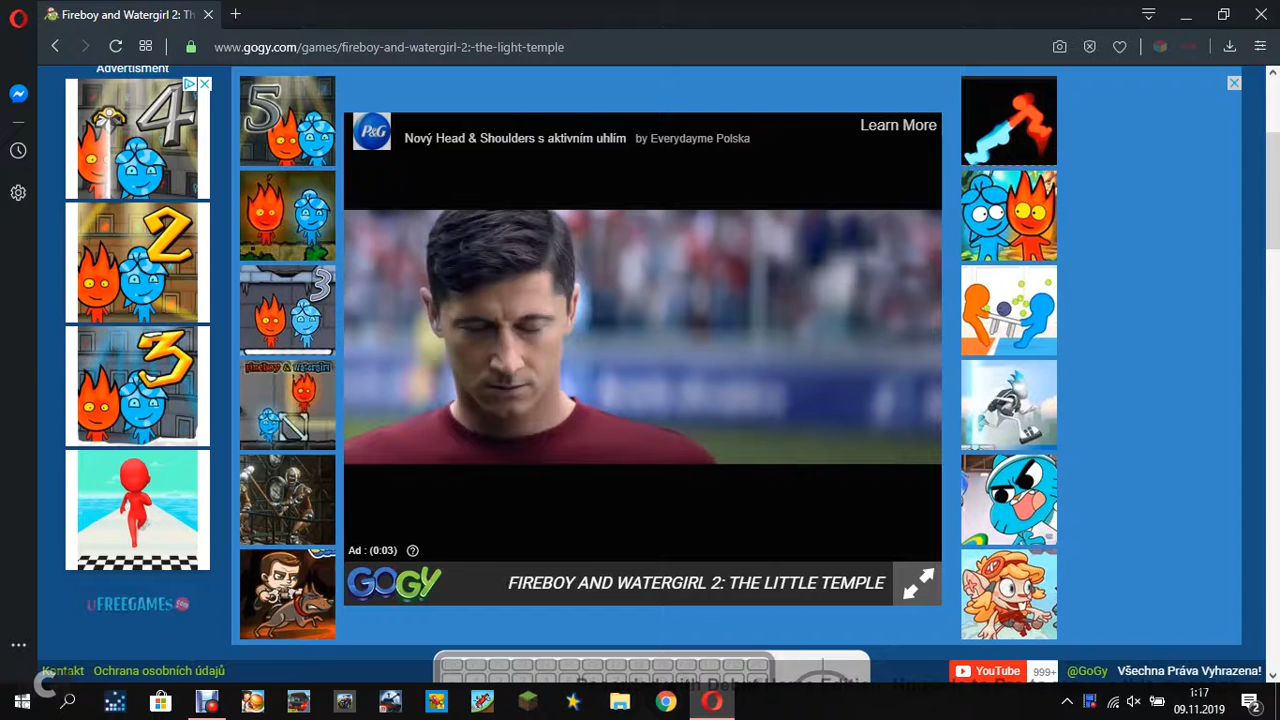 Fireboy and Watergirl 2: Th
www.gogy.com/games/fireboy-and-watergirl-2:-the-light-temple
Advertisment
4
2
3
UFREEGAMES
5
3
fireboy & watergirl
P&G
Nový Head & Shoulders s aktivním uhlím by Everydayme Polska
Learn More
Ad : (0:03)
GOGY
FIREBOY AND WATERGIRL 2: THE LITTLE TEMPLE
Kontakt Ochrana osobních údajů
YouTube 999+ @GoGy Všechna Práva Vyhrazena!
1:17
09.11.2019
2